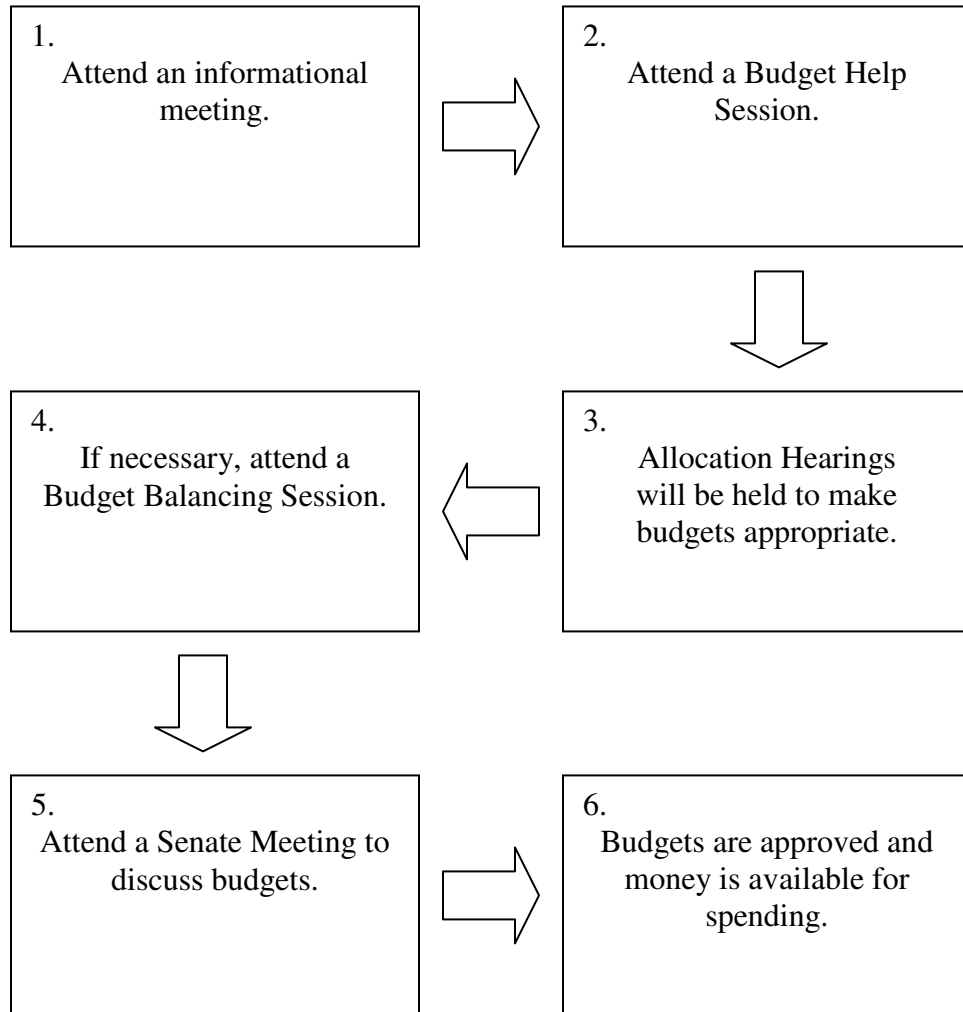 1.
Attend an informational
meeting.
2.
Attend a Budget Help
Session.
3.
Allocation Hearings
will be held to make
budgets appropriate.
4.
If necessary, attend a
Budget Balancing Session.
5.
Attend a Senate Meeting to
discuss budgets.
6.
Budgets are approved and
money is available for
spending.